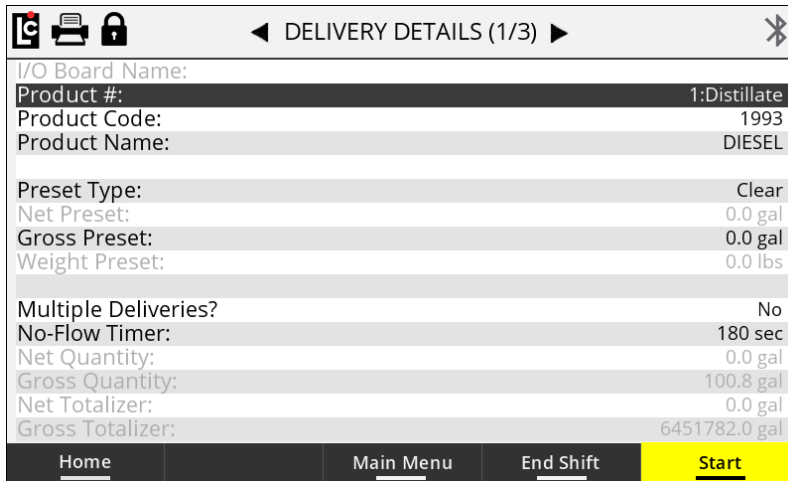 LC
DELIVERY DETAILS (1/3)
I/O Board Name:
Product #: 1:Distillate
Product Code: 1993
Product Name: DIESEL
Preset Type: Clear
Net Preset: 0.0 gal
Gross Preset: 0.0 gal
Weight Preset: 0.0 lbs
Multiple Deliveries? No
No-Flow Timer: 180 sec
Net Quantity: 0.0 gal
Gross Quantity: 100.8 gal
Net Totalizer: 0.0 gal
Gross Totalizer: 6451782.0 gal
Home Main Menu End Shift Start